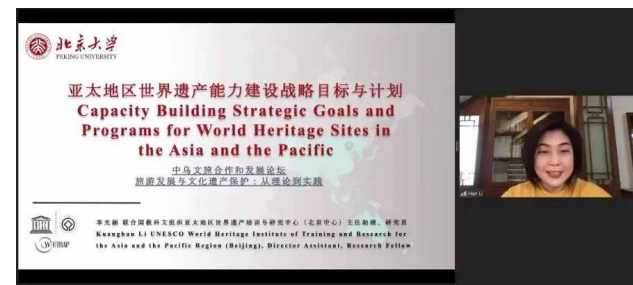 北京大学
PEKING UNIVERSITY
亚太地区世界遗产能力建设战略目标与计划
Capacity Building Strategic Goals and
Programs for World Heritage Sites in
the Asia and the Pacific
中乌文旅合作和发展论坛
旅游发展与文化遗产保护：从理论到实践
李光涵 联合国教科文组织亚太地区世界遗产培训与研究中心（北京中心）主任助理、研究员
Kuanghan Li UNESCO World Heritage Institute of Training and Research for
the Asia and the Pacific Region (Beijing), Director Assistant, Research Fellow
WHITRAP
Han Li